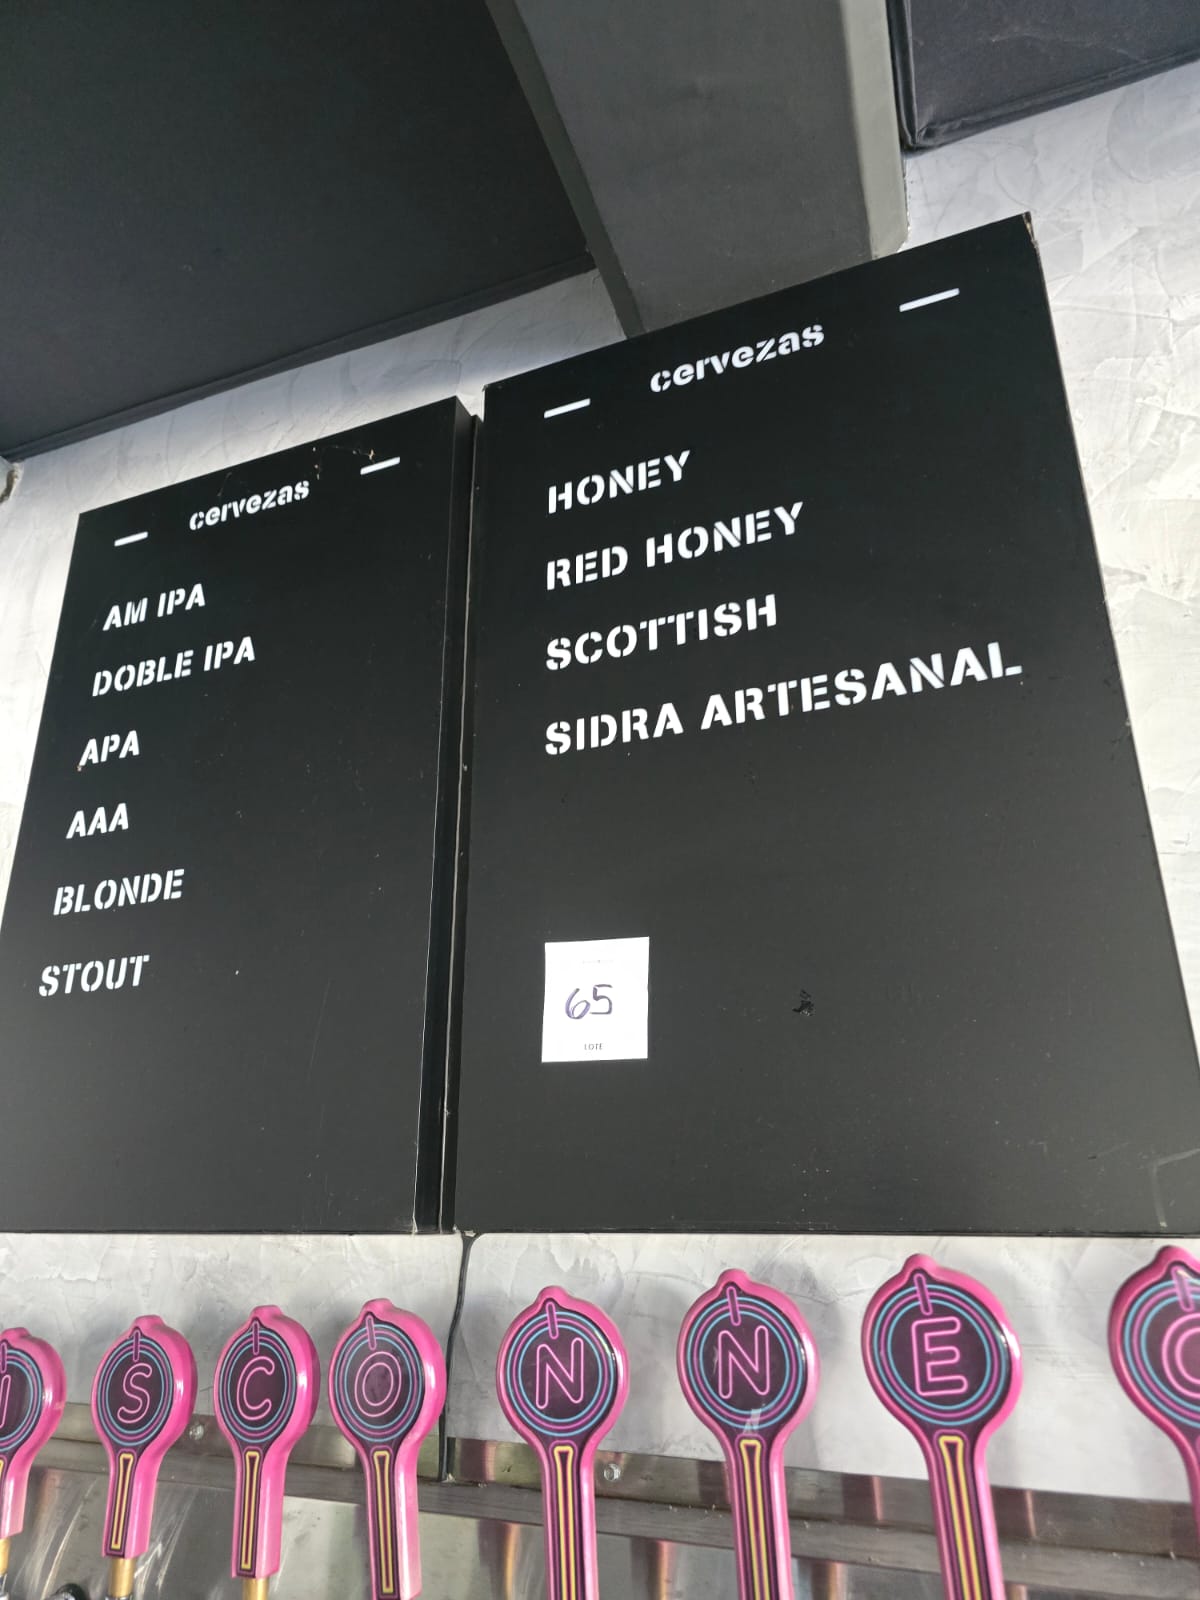 cervezas
AM IPA
DOBLE IPA
APA
AAA
BLONDE
STOUT
cervezas
HONEY
RED HONEY
SCOTTISH
SIDRA ARTESANAL
65
LOTE
I S C O N N E C